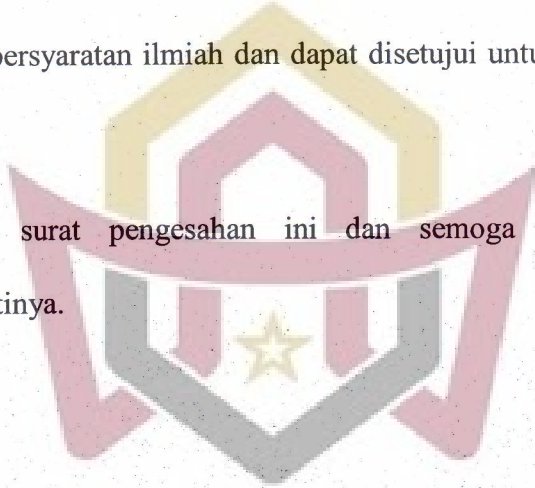 persyaratan ilmiah dan dapat disetujui untu
surat pengesahan ini dan semoga
tinya.